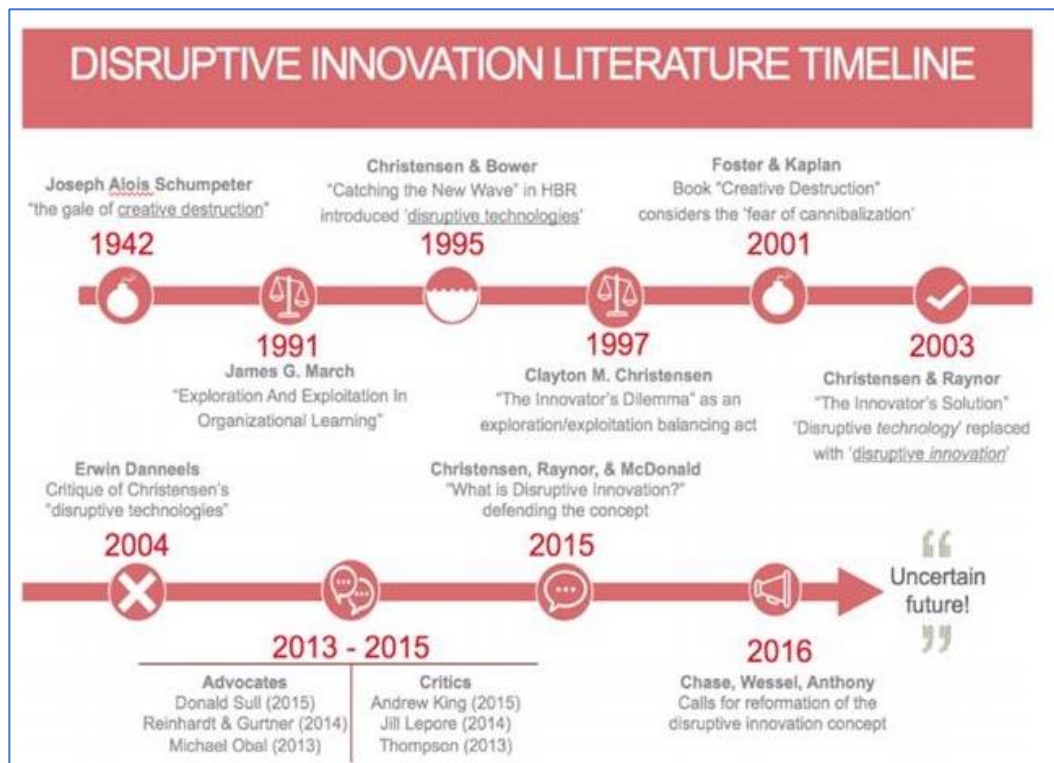 DISRUPTIVE INNOVATION LITERATURE TIMELINE
Joseph Alois Schumpeter
"the gale of creative destruction"
1942
Christensen & Bower
"Catching the New Wave" in HBR
introduced 'disruptive technologies'
1995
Foster & Kaplan
Book "Creative Destruction"
considers the 'fear of cannibalization'
2001
1991
James G. March
"Exploration And Exploitation In
Organizational Learning"
1997
Clayton M. Christensen
"The Innovator's Dilemma" as an
exploration/exploitation balancing act
2003
Christensen & Raynor
"The Innovator's Solution"
'Disruptive technology' replaced
with 'disruptive innovation'
Erwin Danneels
Critique of Christensen's
"disruptive technologies"
2004
Christensen, Raynor, & McDonald
"What is Disruptive Innovation?"
defending the concept
2015
“
Uncertain
future!
”
2013 - 2015
Advocates
Donald Sull (2015)
Reinhardt & Gurtner (2014)
Michael Obal (2013)
Critics
Andrew King (2015)
Jill Lepore (2014)
Thompson (2013)
2016
Chase, Wessel, Anthony
Calls for reformation of the
disruptive innovation concept